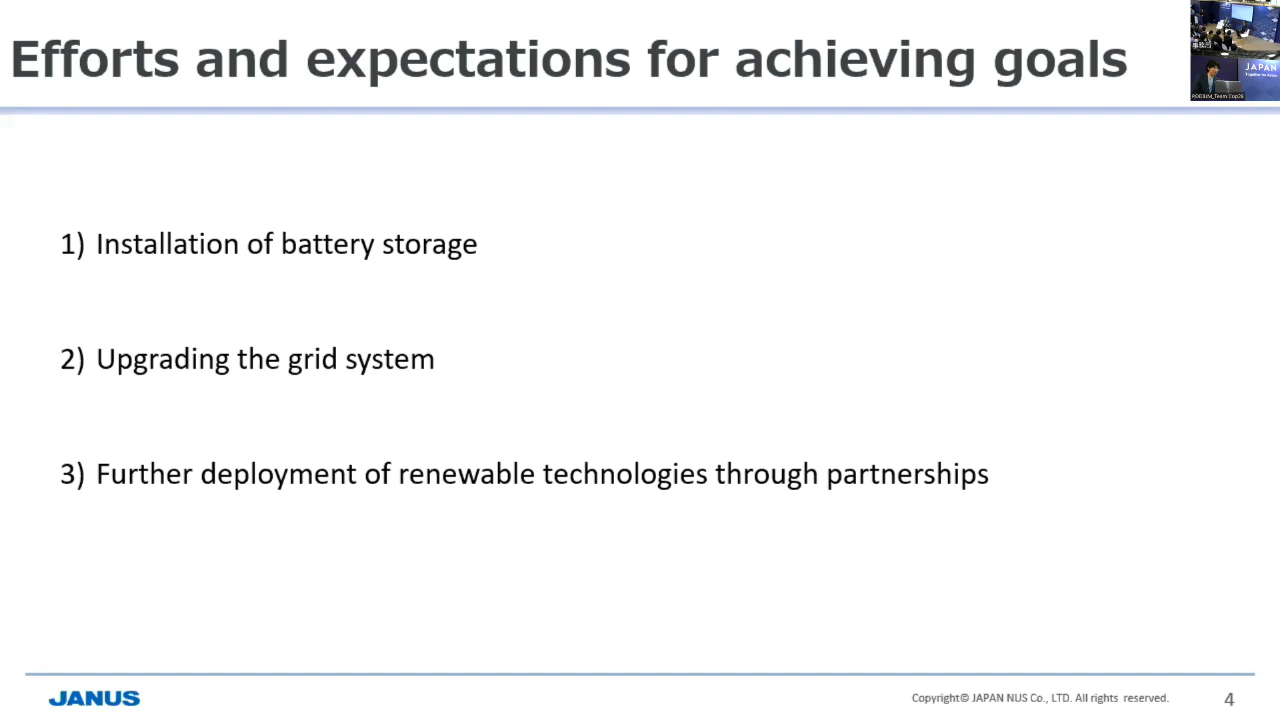 Efforts and expectations for achieving goals
JAPAN
1) Installation of battery storage
2) Upgrading the grid system
3) Further deployment of renewable technologies through partnerships
JANUS
Copyright© JAPAN NUS Co., LTD. All rights reserved.
4